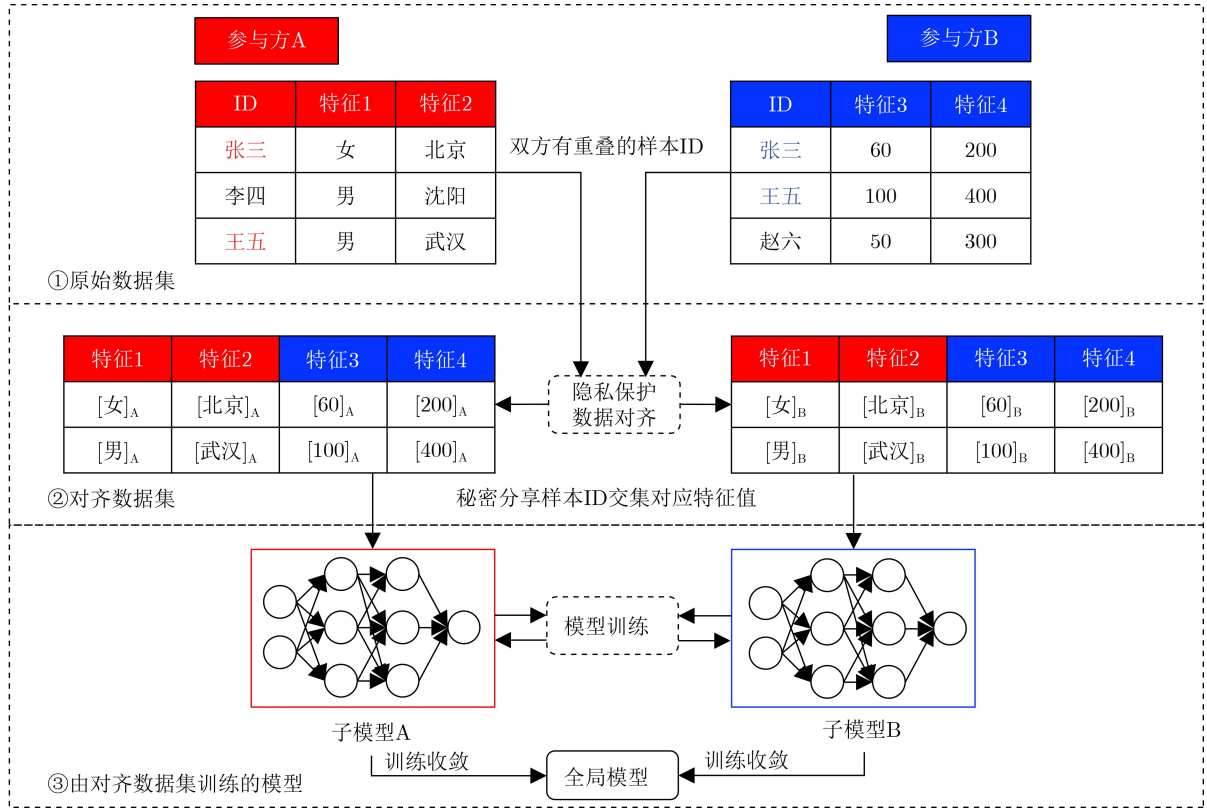 参与方A
参与方B
ID 特征1 特征2
ID 特征3 特征4
张三 女 北京
双方有重叠的样本ID
张三 60 200
李四 男 沈阳
王五 100 400
王五 男 武汉
赵六 50 300
①原始数据集
特征1 特征2 特征3 特征4
特征1 特征2 特征3 特征4
隐私保护
数据对齐
[女]A [北京]A [60]A [200]A
[女]B [北京]B [60]B [200]B
[男]A [武汉]A [100]A [400]A
[男]B [武汉]B [100]B [400]B
②对齐数据集
秘密分享样本ID交集对应特征值
模型训练
子模型A
子模型B
训练收敛
训练收敛
全局模型
③由对齐数据集训练的模型